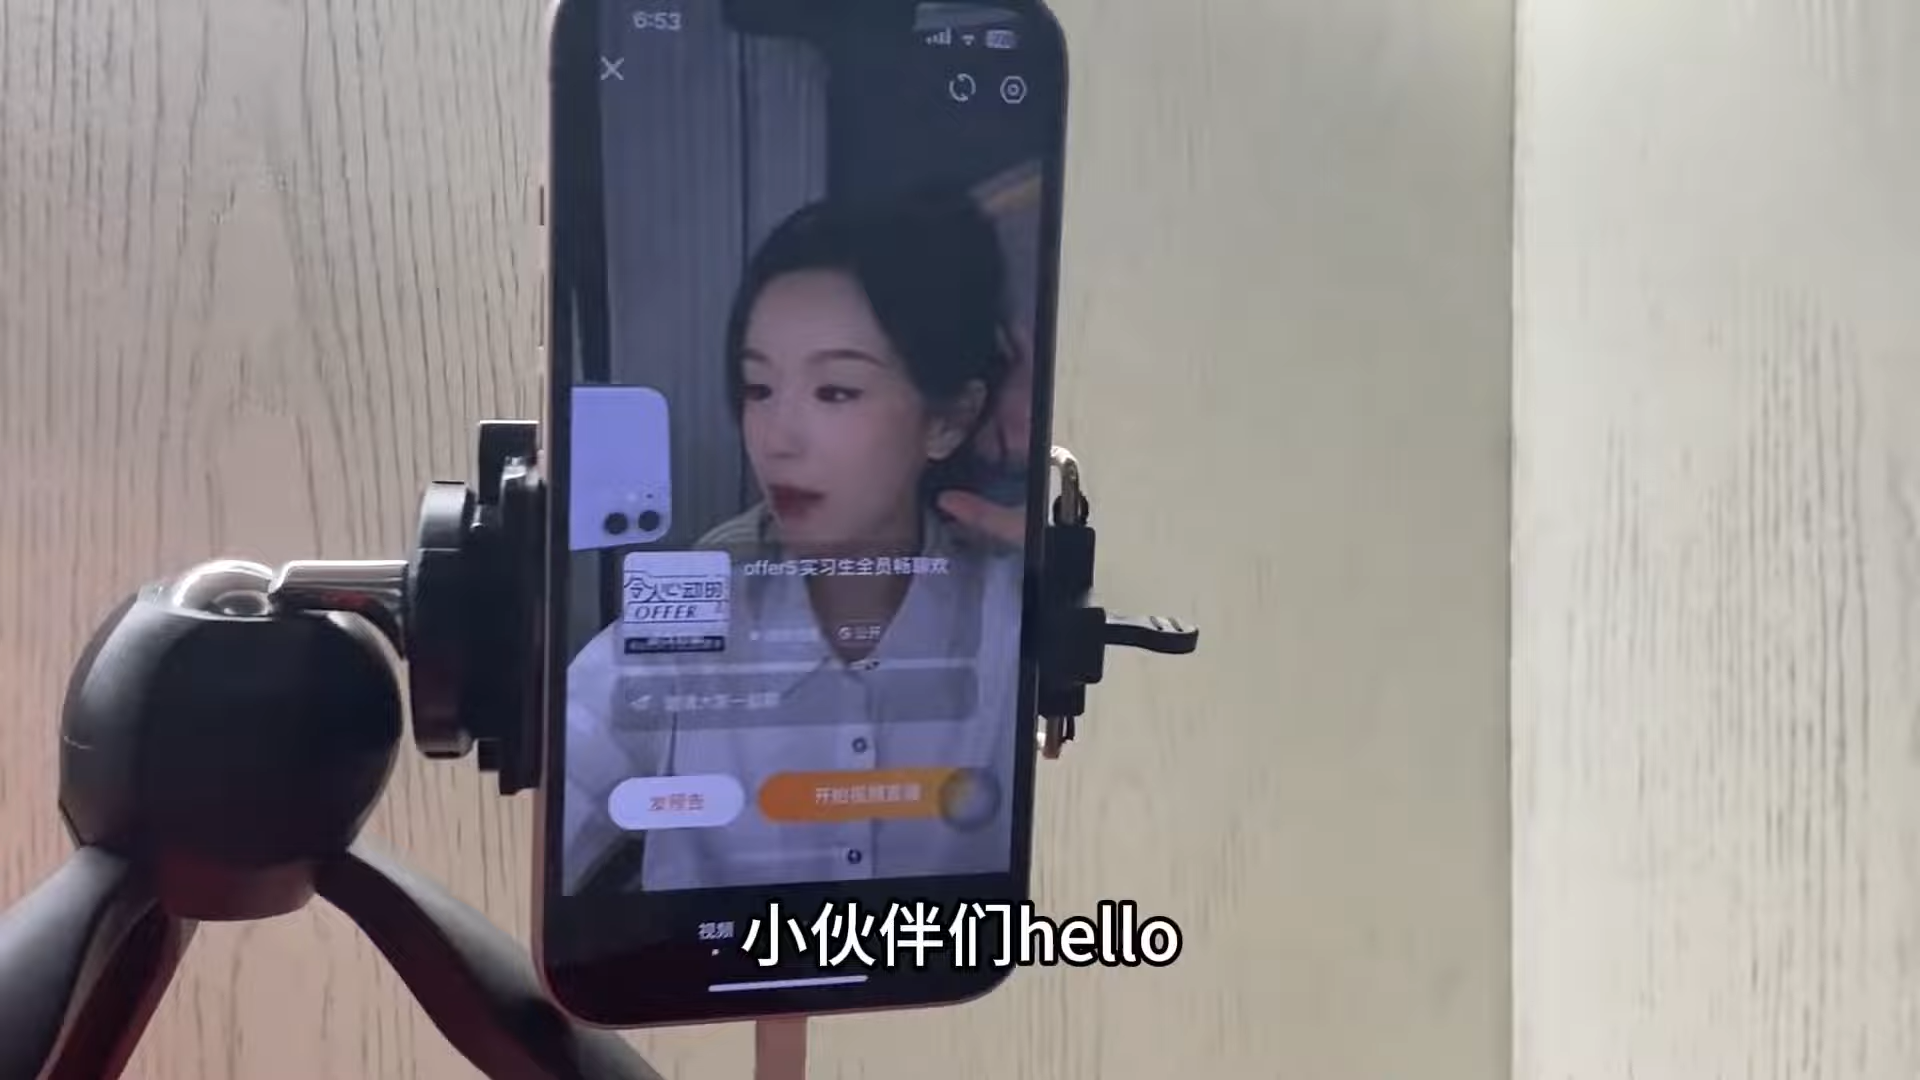 6:53
offer5实习生全员畅聊欢
令人心动的
OFFER
公开
发预告
开始视频直播
视频
小伙伴们hello